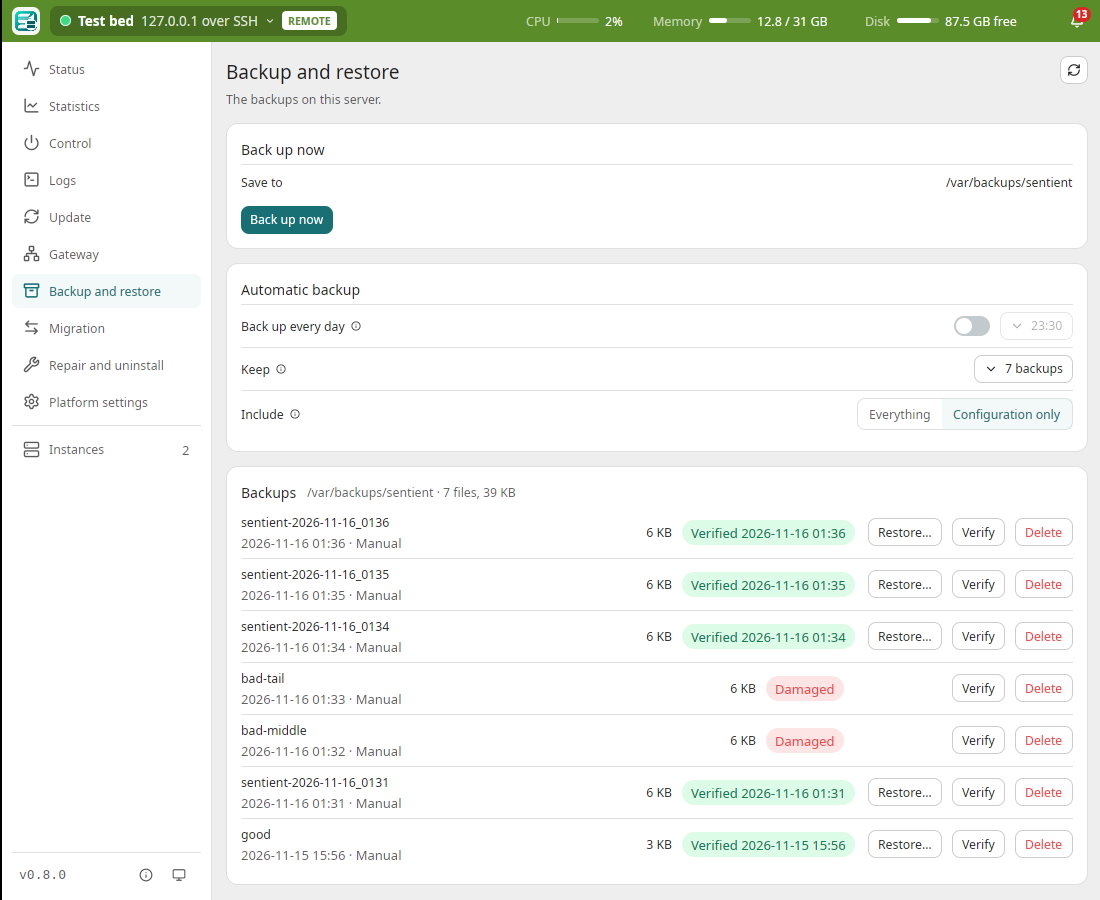 Test bed 127.0.0.1 over SSH REMOTE CPU 2% Memory 12.8 / 31 GB Disk 87.5 GB free 13
Status
Statistics
Control
Logs
Update
Gateway
Backup and restore
Migration
Repair and uninstall
Platform settings
Instances 2
v0.8.0
Backup and restore
The backups on this server.
Back up now
Save to /var/backups/sentient
Back up now
Automatic backup
Back up every day 23:30
Keep 7 backups
Include Everything Configuration only
Backups /var/backups/sentient · 7 files, 39 KB
sentient-2026-11-16_0136
2026-11-16 01:36 · Manual
6 KB Verified 2026-11-16 01:36 Restore... Verify Delete
sentient-2026-11-16_0135
2026-11-16 01:35 · Manual
6 KB Verified 2026-11-16 01:35 Restore... Verify Delete
sentient-2026-11-16_0134
2026-11-16 01:34 · Manual
6 KB Verified 2026-11-16 01:34 Restore... Verify Delete
bad-tail
2026-11-16 01:33 · Manual
6 KB Damaged Verify Delete
bad-middle
2026-11-16 01:32 · Manual
6 KB Damaged Verify Delete
sentient-2026-11-16_0131
2026-11-16 01:31 · Manual
6 KB Verified 2026-11-16 01:31 Restore... Verify Delete
good
2026-11-15 15:56 · Manual
3 KB Verified 2026-11-15 15:56 Restore... Verify Delete